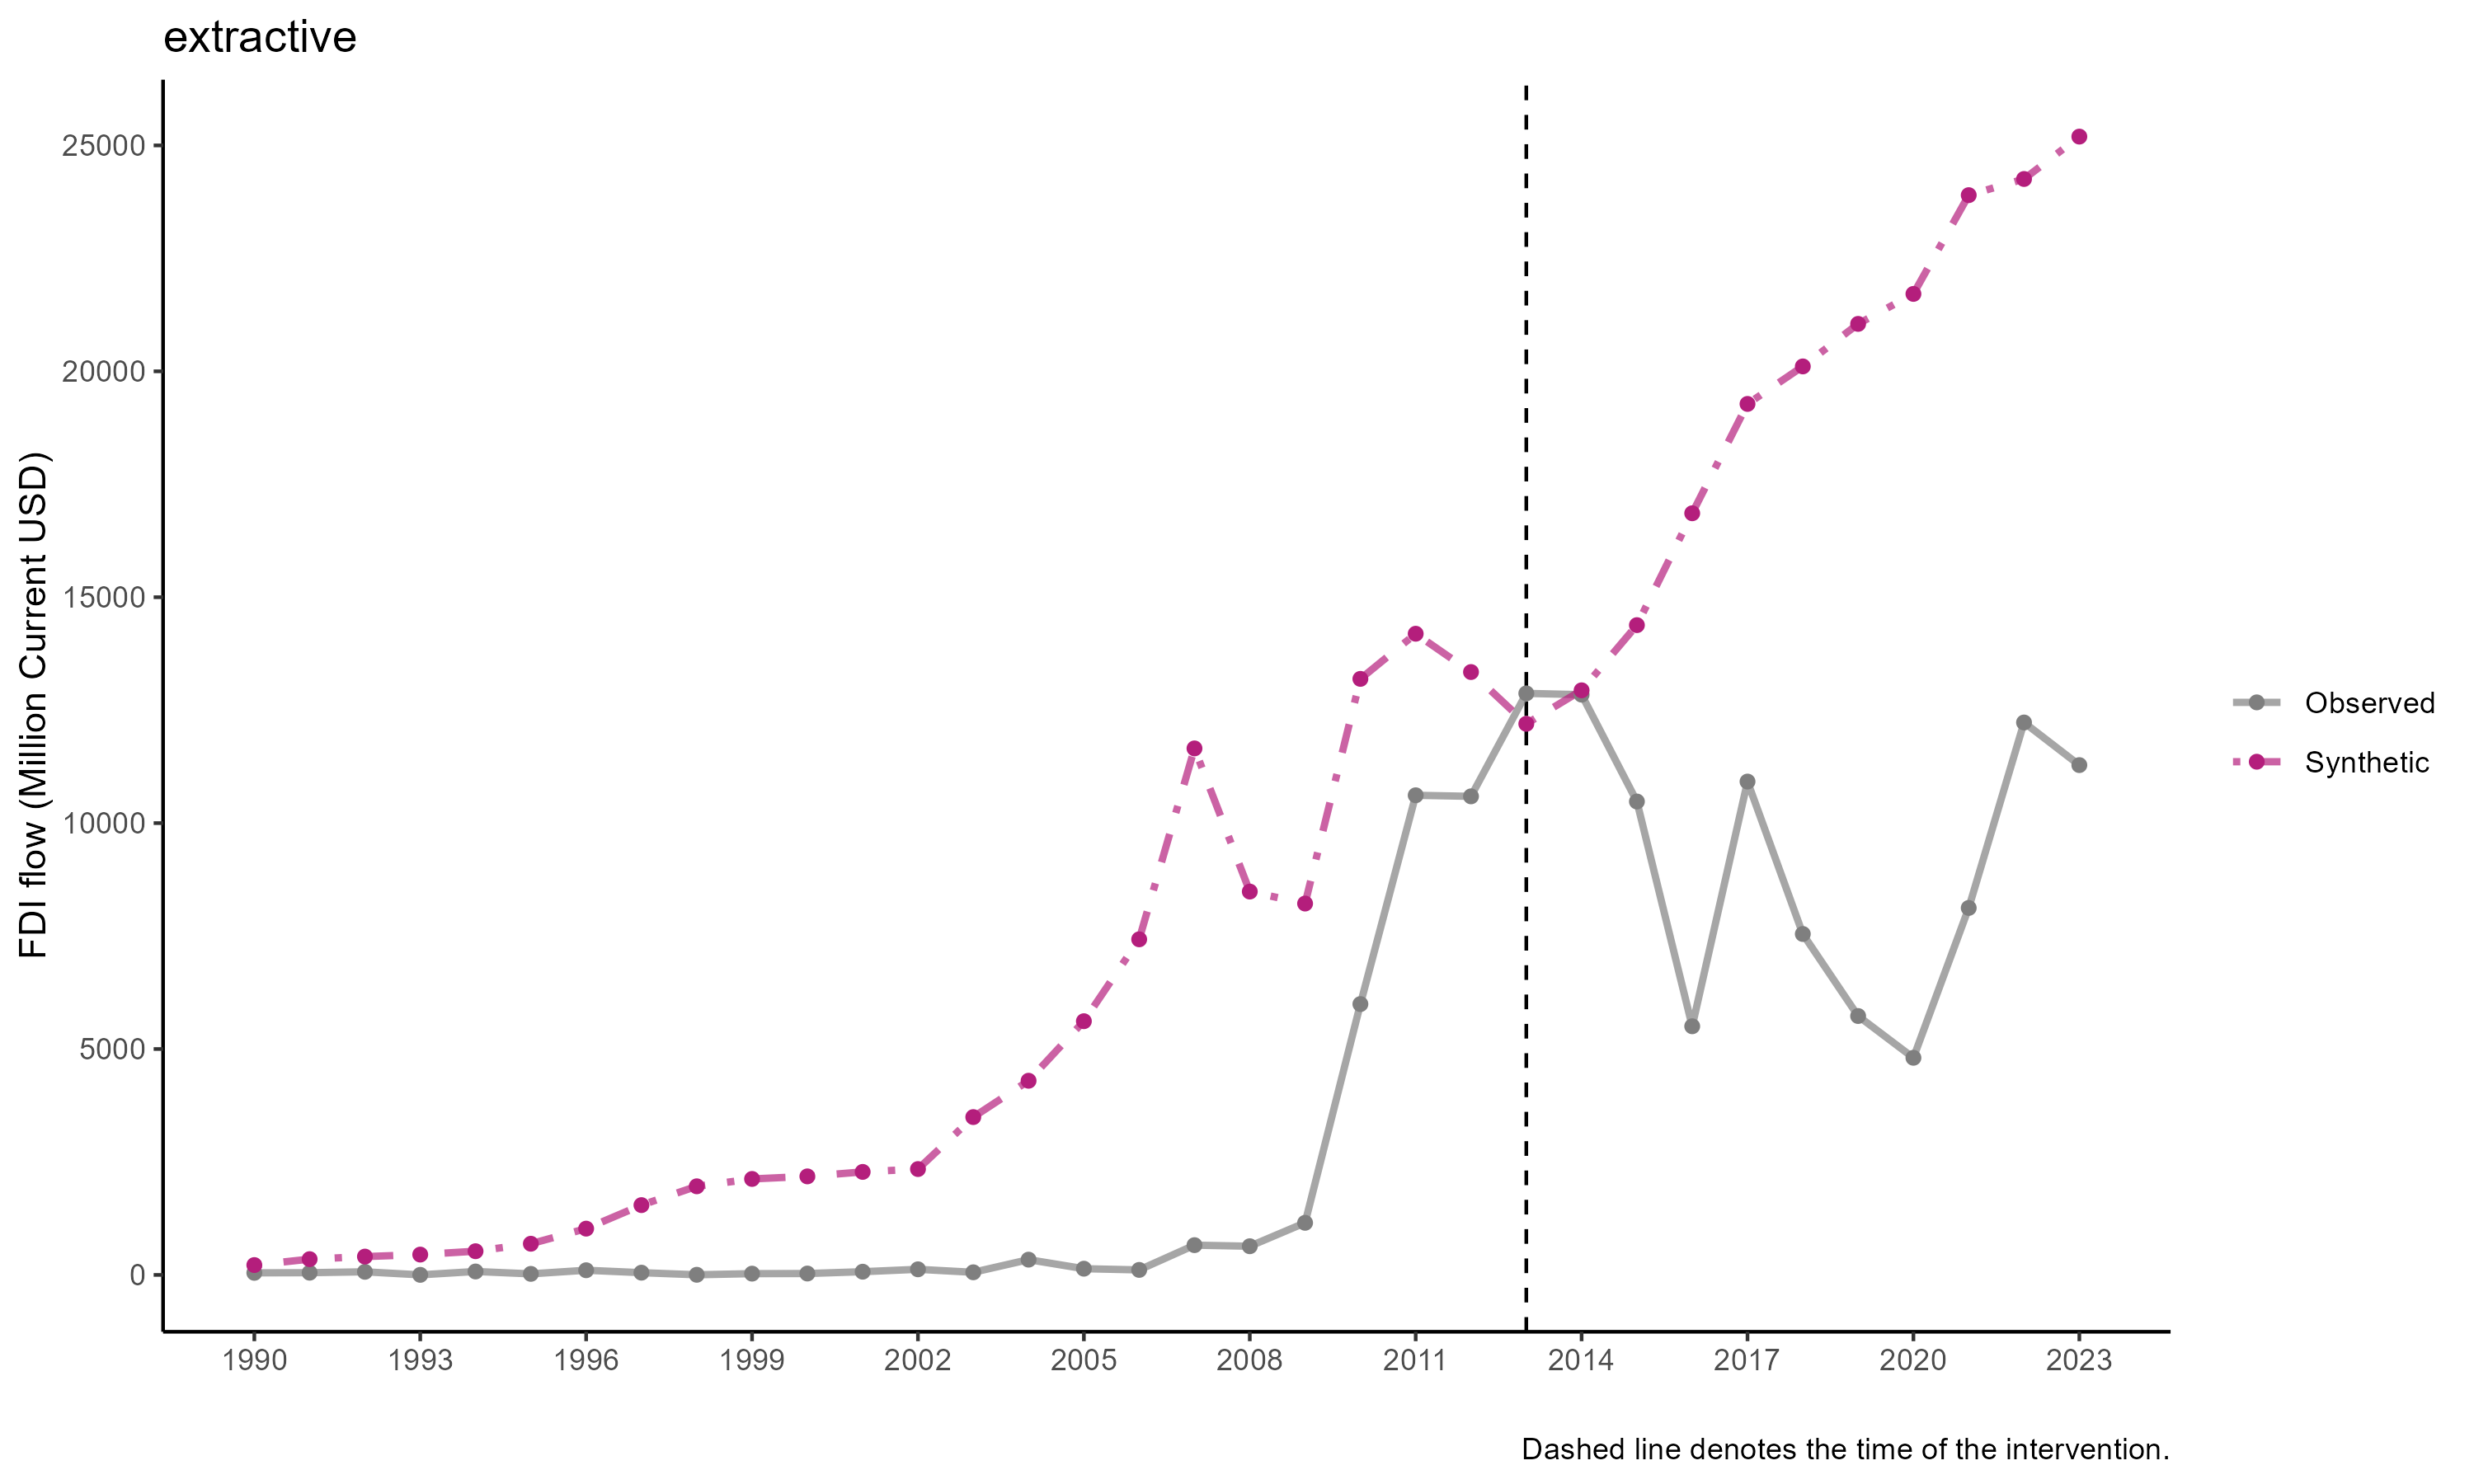 extractive
FDI flow (Million Current USD)
25000
20000
15000
10000
5000
0
1990 1993 1996 1999 2002 2005 2008 2011 2014 2017 2020 2023
Observed
Synthetic
Dashed line denotes the time of the intervention.